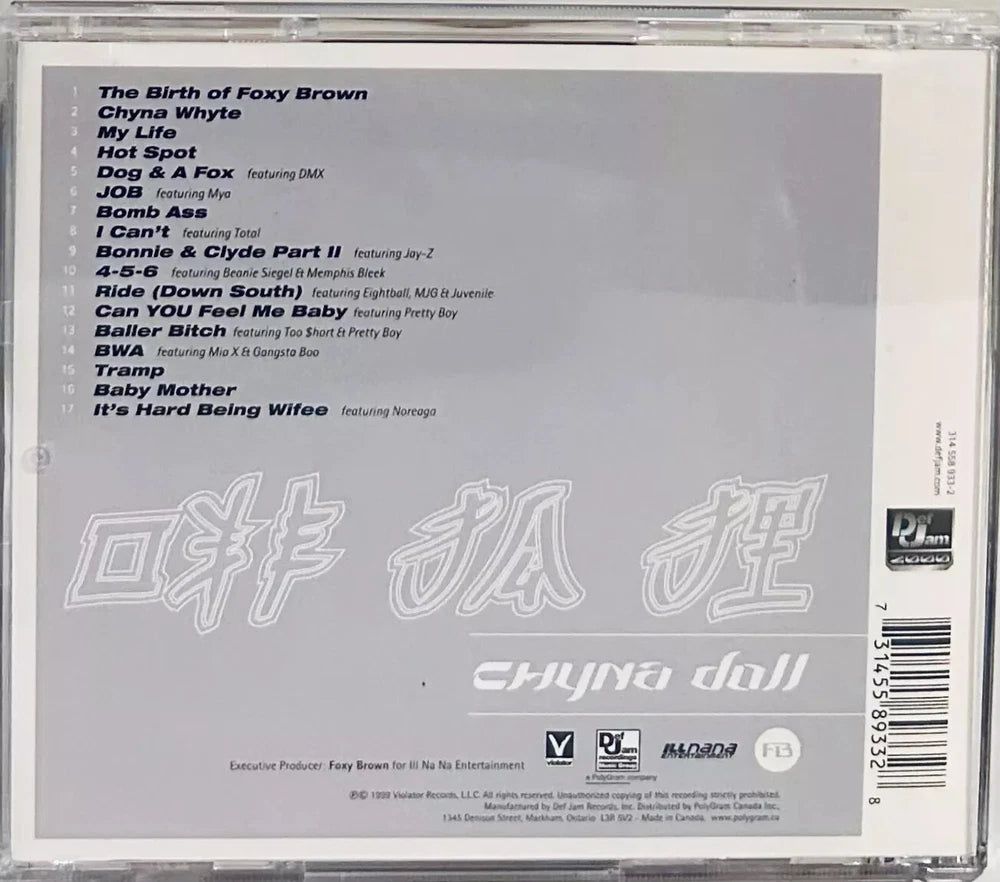 1 The Birth of Foxy Brown
2 Chyna Whyte
3 My Life
4 Hot Spot
5 Dog & A Fox featuring DMX
6 JOB featuring Mya
7 Bomb Ass
8 I Can't featuring Total
9 Bonnie & Clyde Part II featuring Jay-Z
10 4-5-6 featuring Beanie Siegel & Memphis Bleek
11 Ride (Down South) featuring Eightball, MJG & Juvenile
12 Can YOU Feel Me Baby featuring Pretty Boy
13 Baller Bitch featuring Too $hort & Pretty Boy
14 BWA featuring Mia X & Gangsta Boo
15 Tramp
16 Baby Mother
17 It's Hard Being Wifee featuring Noreaga
狐 狸
CHYNA doll
Executive Producer: Foxy Brown for Ill Na Na Entertainment
V violator
Def Jam recordings
a PolyGram company
ILLNANA ENTERTAINMENT
FB
℗© 1999 Violator Records, L.L.C. All rights reserved. Unauthorized copying of this recording strictly prohibited.
Manufactured by Def Jam Records, Inc. Distributed by PolyGram Canada Inc.,
1345 Denison Street, Markham, Ontario L3R 5V2 - Made in Canada. www.polygram.ca
314 558 933-2
www.defjam.com
Def Jam 2000
7 31455 89332 8